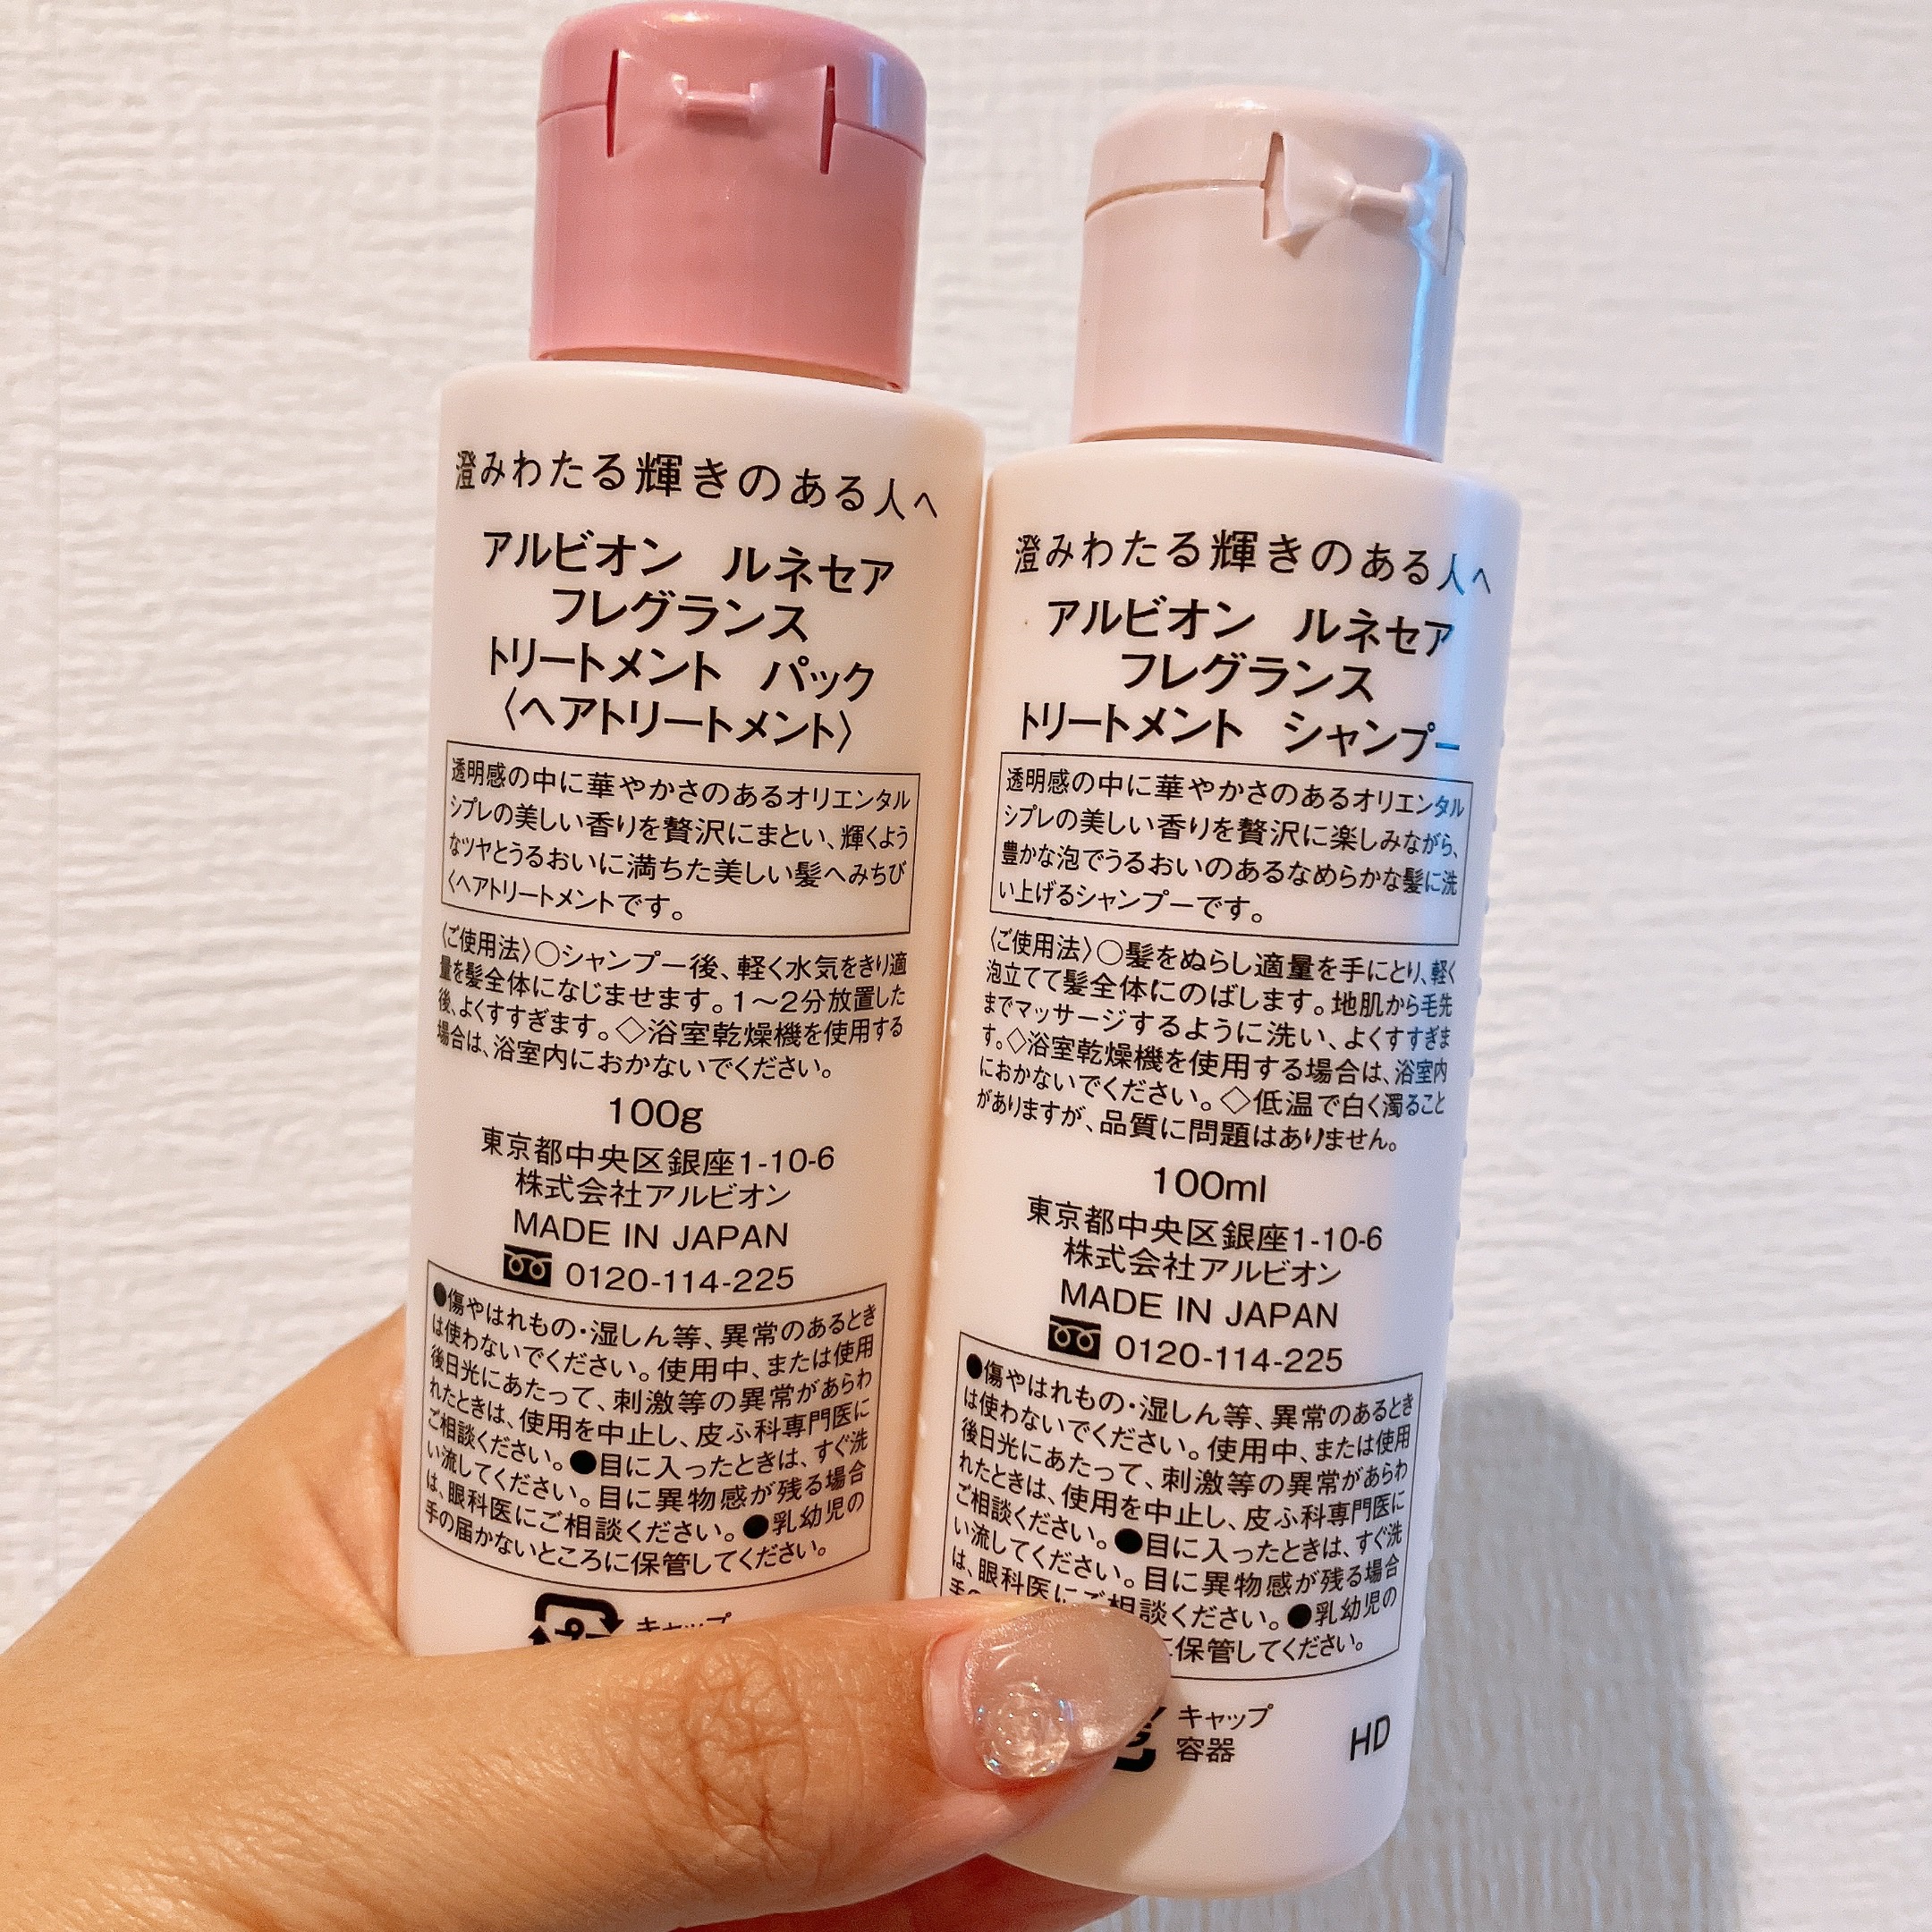 澄みわたる輝きのある人へ
アルビオン ルネセア
フレグランス
トリートメント パック
〈ヘアトリートメント〉
透明感の中に華やかさのあるオリエンタル
シプレの美しい香りを贅沢にまとい、輝くよう
なツヤとうるおいに満ちた美しい髪へみちび
くヘアトリートメントです。
〈ご使用法〉○シャンプー後、軽く水気をきり適
量を髪全体になじませます。1～2分放置した
後、よくすすぎます。◇浴室乾燥機を使用する
場合は、浴室内におかないでください。
100g
東京都中央区銀座1-10-6
株式会社アルビオン
MADE IN JAPAN
0120-114-225
●傷やはれもの・湿しん等、異常のあるとき
は使わないでください。使用中、または使用
後日光にあたって、刺激等の異常があらわ
れたときは、使用を中止し、皮ふ科専門医に
ご相談ください。●目に入ったときは、すぐ洗
い流してください。目に異物感が残る場合
は、眼科医にご相談ください。●乳幼児の
手の届かないところに保管してください。
キャップ
澄みわたる輝きのある人へ
アルビオン ルネセア
フレグランス
トリートメント シャンプー
透明感の中に華やかさのあるオリエンタル
シプレの美しい香りを贅沢に楽しみながら、
豊かな泡でうるおいのあるなめらかな髪に洗
い上げるシャンプーです。
〈ご使用法〉○髪をぬらし適量を手にとり、軽く
泡立てて髪全体にのばします。地肌から毛先
までマッサージするように洗い、よくすすぎま
す。◇浴室乾燥機を使用する場合は、浴室内
におかないでください。◇低温で白く濁ること
がありますが、品質に問題はありません。
100ml
東京都中央区銀座1-10-6
株式会社アルビオン
MADE IN JAPAN
0120-114-225
●傷やはれもの・湿しん等、異常のあるとき
は使わないでください。使用中、または使用
後日光にあたって、刺激等の異常があらわ
れたときは、使用を中止し、皮ふ科専門医に
ご相談ください。●目に入ったときは、すぐ洗
い流してください。目に異物感が残る場合
は、眼科医にご相談ください。●乳幼児の
に保管してください。
キャップ
容器
HD